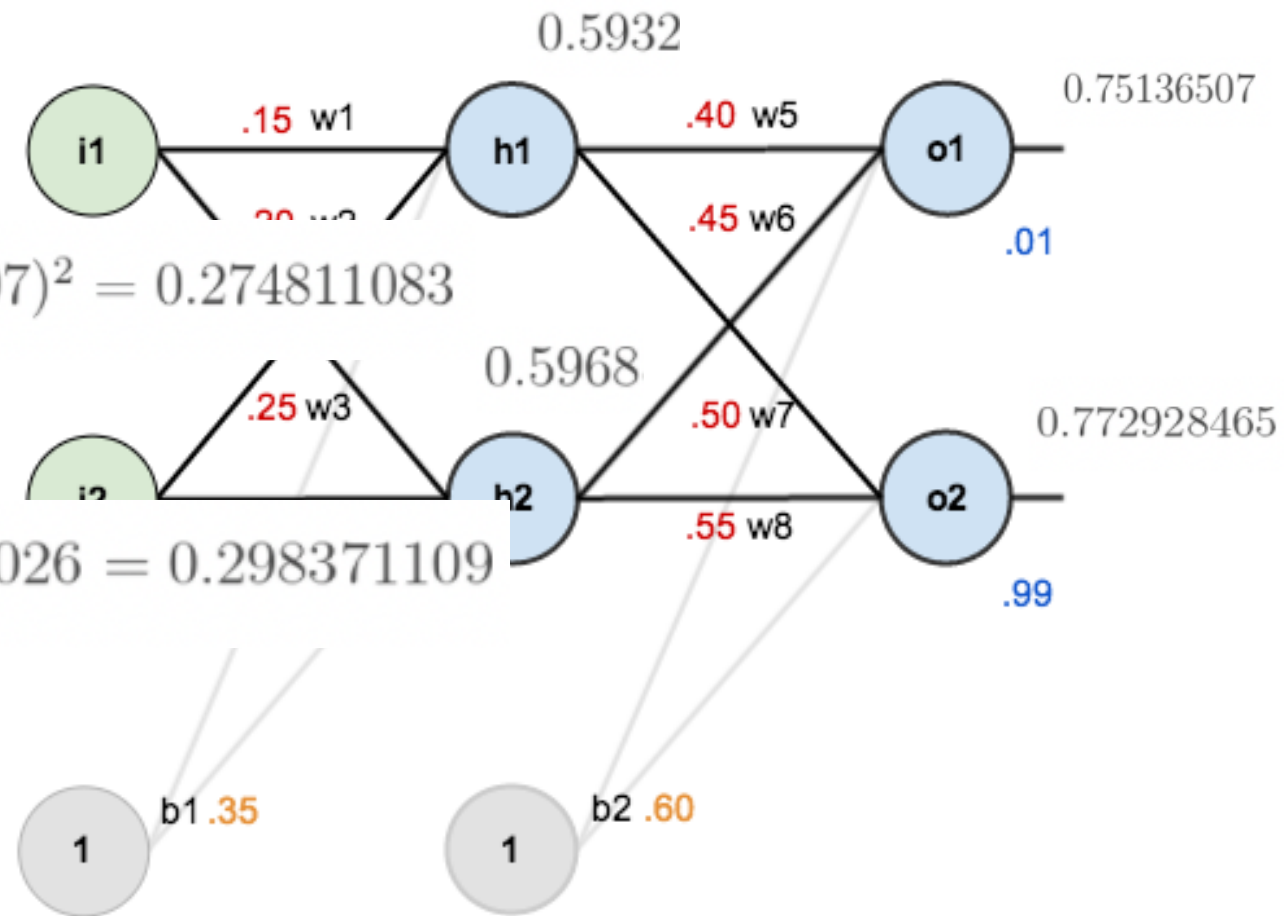 0.5932
0.75136507
.15 w1
.40 w5
i1
h1
o1
.45 w6
.01
7)² = 0.274811083
0.5968
.25 w3
.50 w7
0.772928465
h2
o2
.55 w8
026 = 0.298371109
.99
b1 .35
b2 .60
1
1